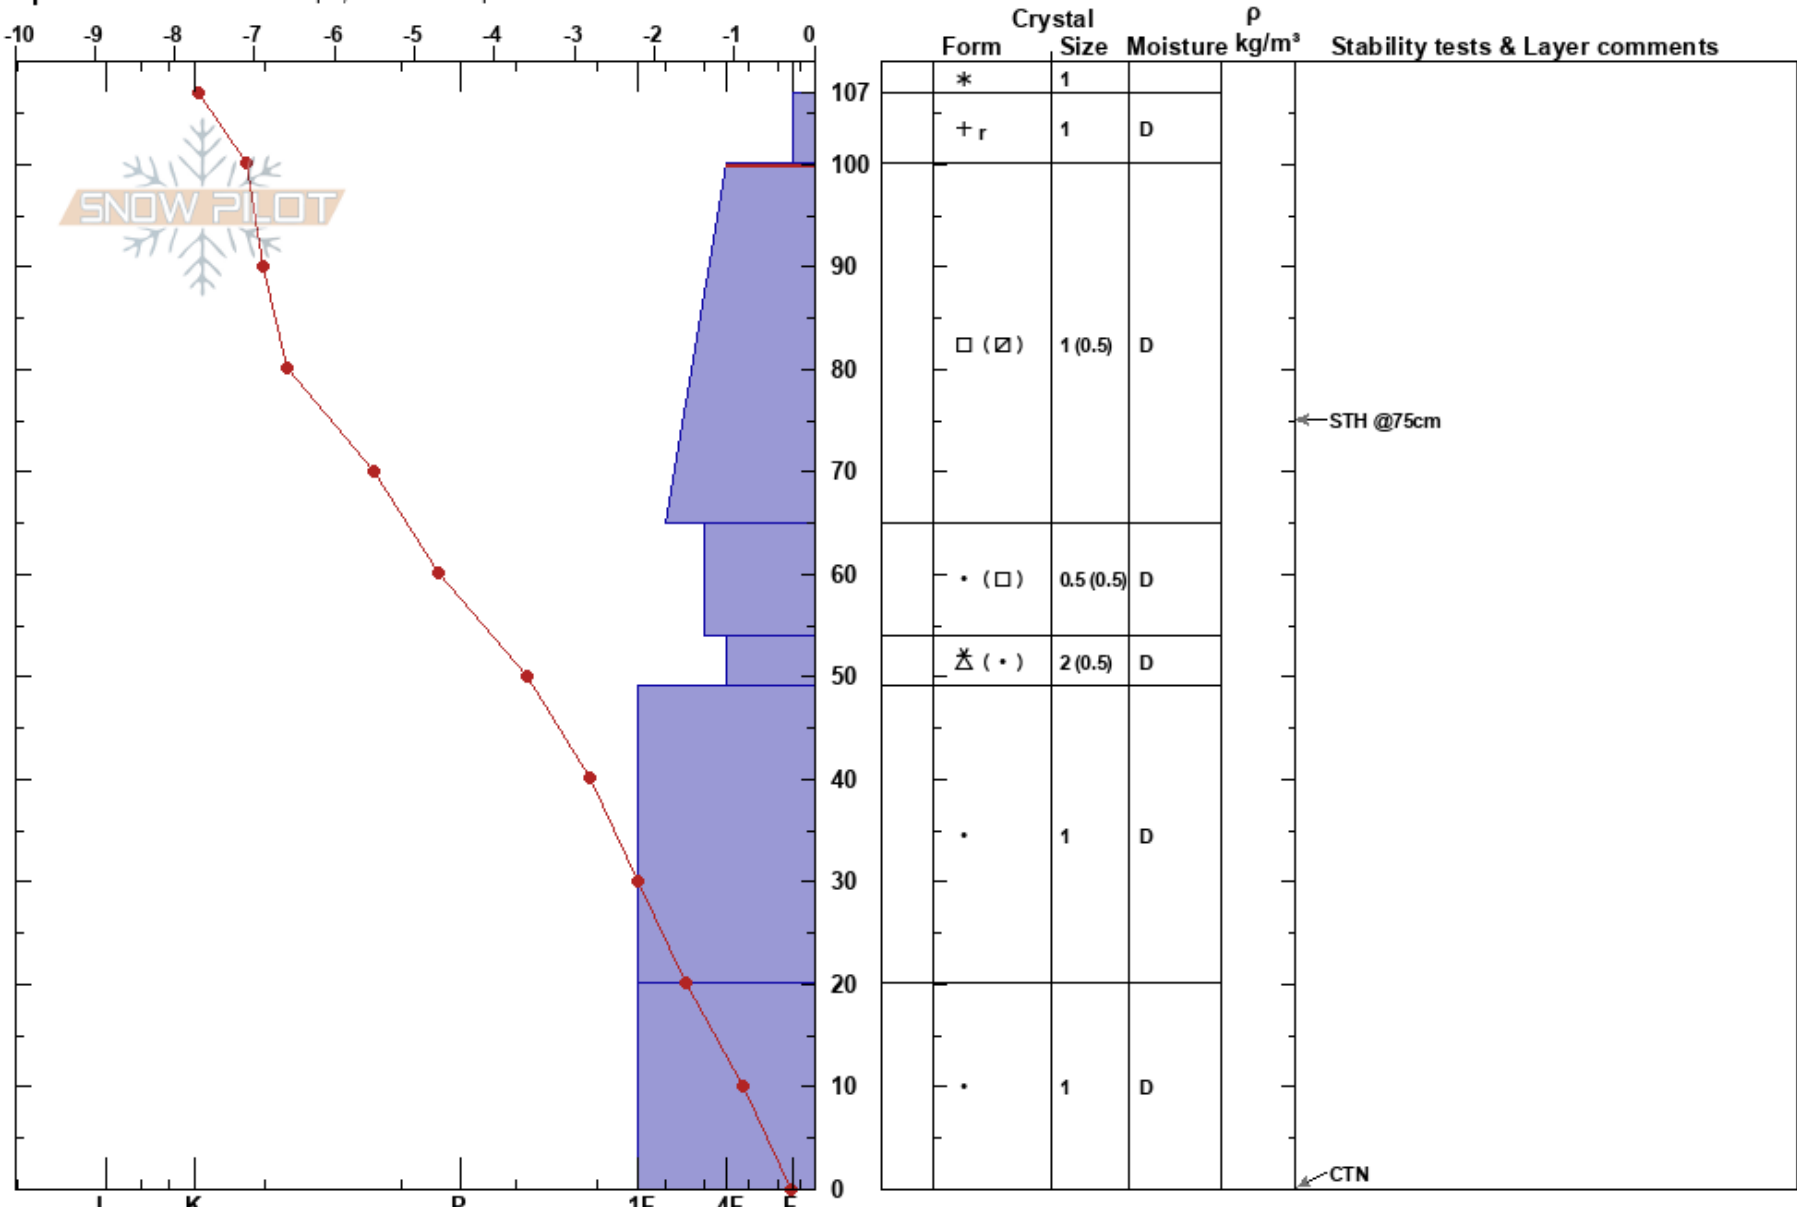 Crystal ρ
-10 -9 -8 -7 -6 -5 -4 -3 -2 -1 0 Form Size Moisture kg/m³ Stability tests & Layer comments
1
107
r 1 D
100
SNOW PILOT
90
1 (0.5) D
80
STH @75cm
70
60 0.5 (0.5) D
2 (0.5) D
50
40
1 D
30
20
10 1 D
CTN
0
K